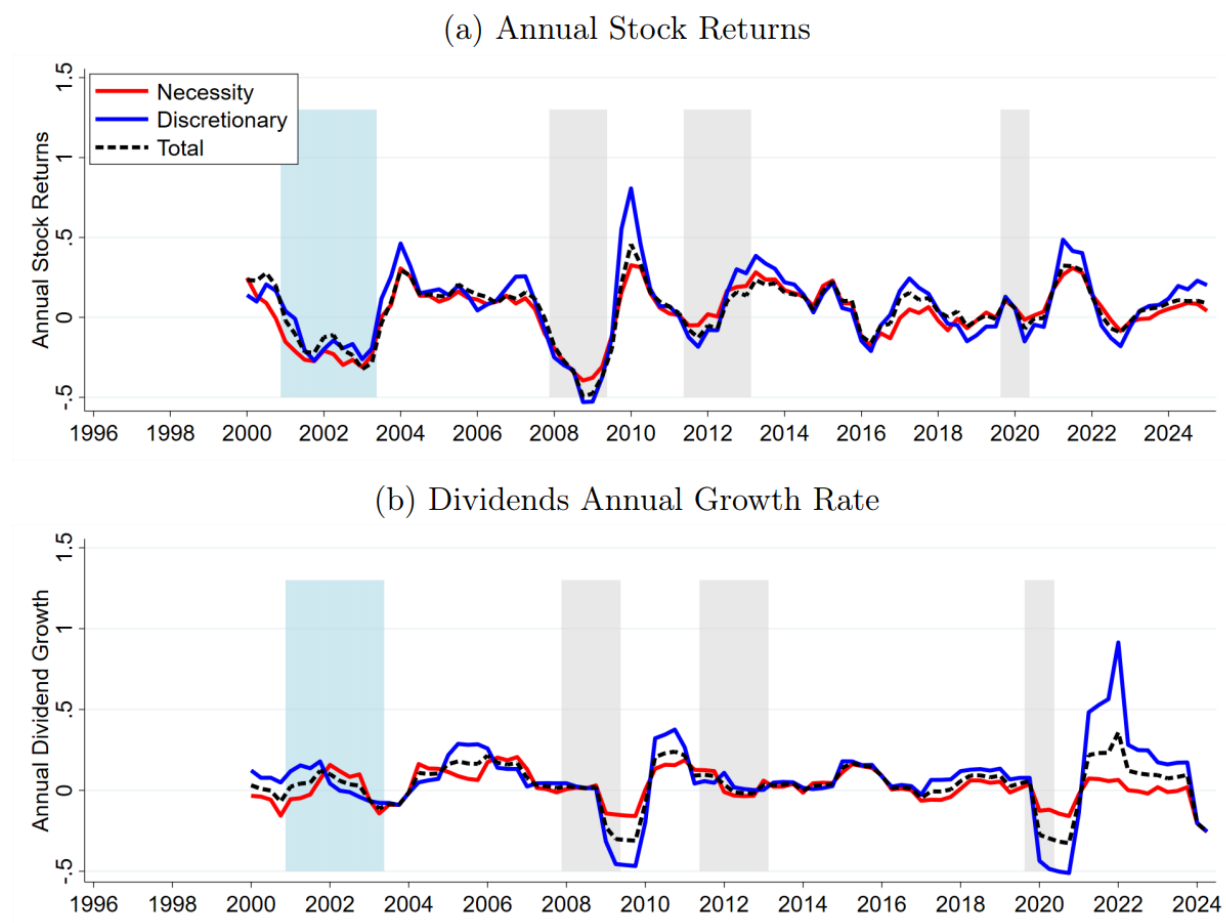 (a) Annual Stock Returns
Annual Stock Returns
1.5
1
.5
0
-.5
Necessity
Discretionary
Total
1996 1998 2000 2002 2004 2006 2008 2010 2012 2014 2016 2018 2020 2022 2024
(b) Dividends Annual Growth Rate
Annual Dividend Growth
1.5
1
.5
0
-.5
1996 1998 2000 2002 2004 2006 2008 2010 2012 2014 2016 2018 2020 2022 2024